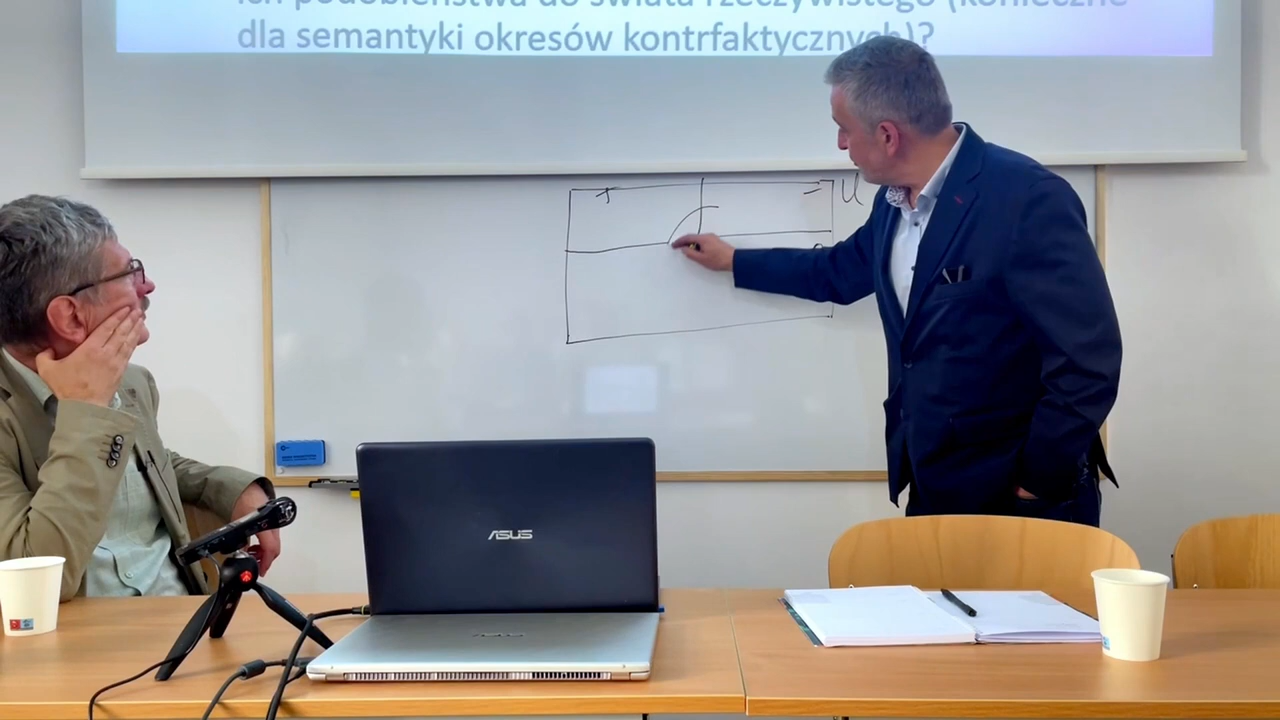 ich podobieństwa do świata rzeczywistego (konieczne
dla semantyki okresów kontrfaktycznych)?
+
U
ASUS